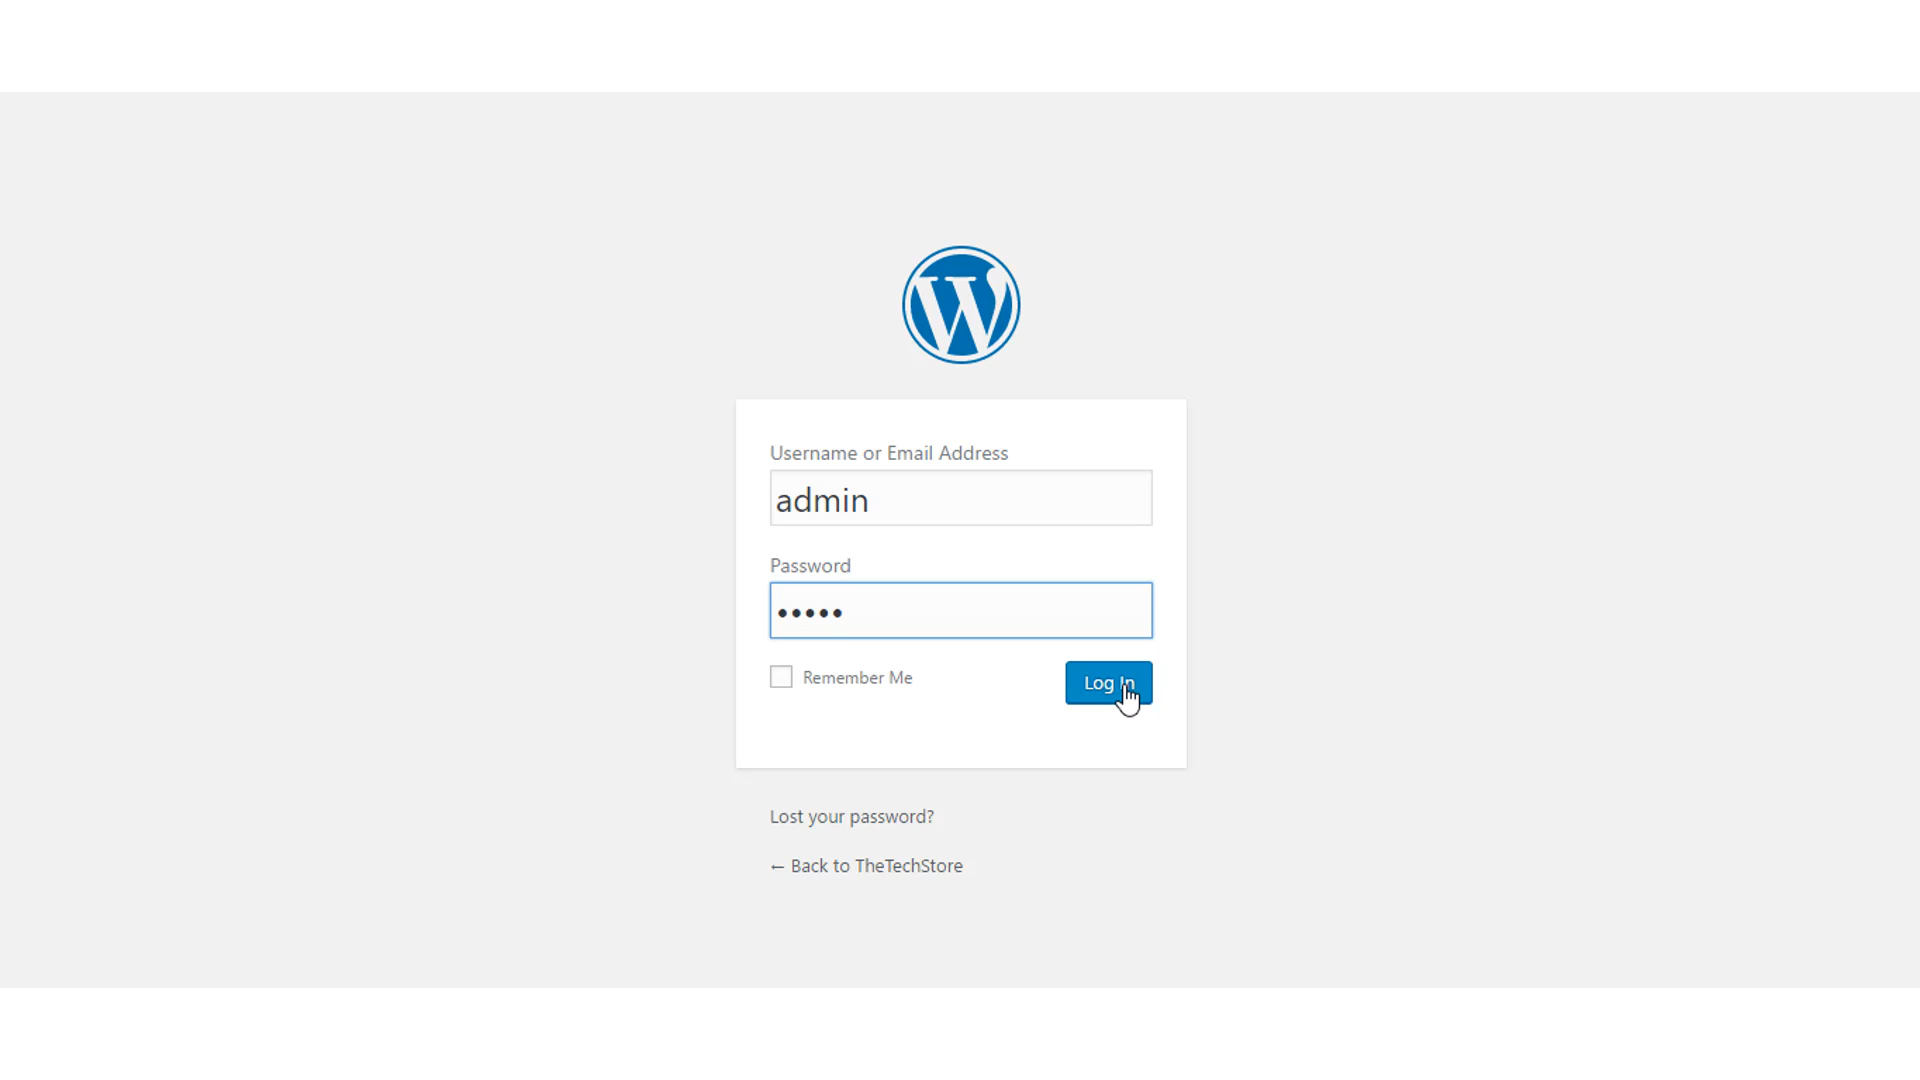 Username or Email Address
admin
Password
•••••
Remember Me
Log In
Lost your password?
← Back to TheTechStore